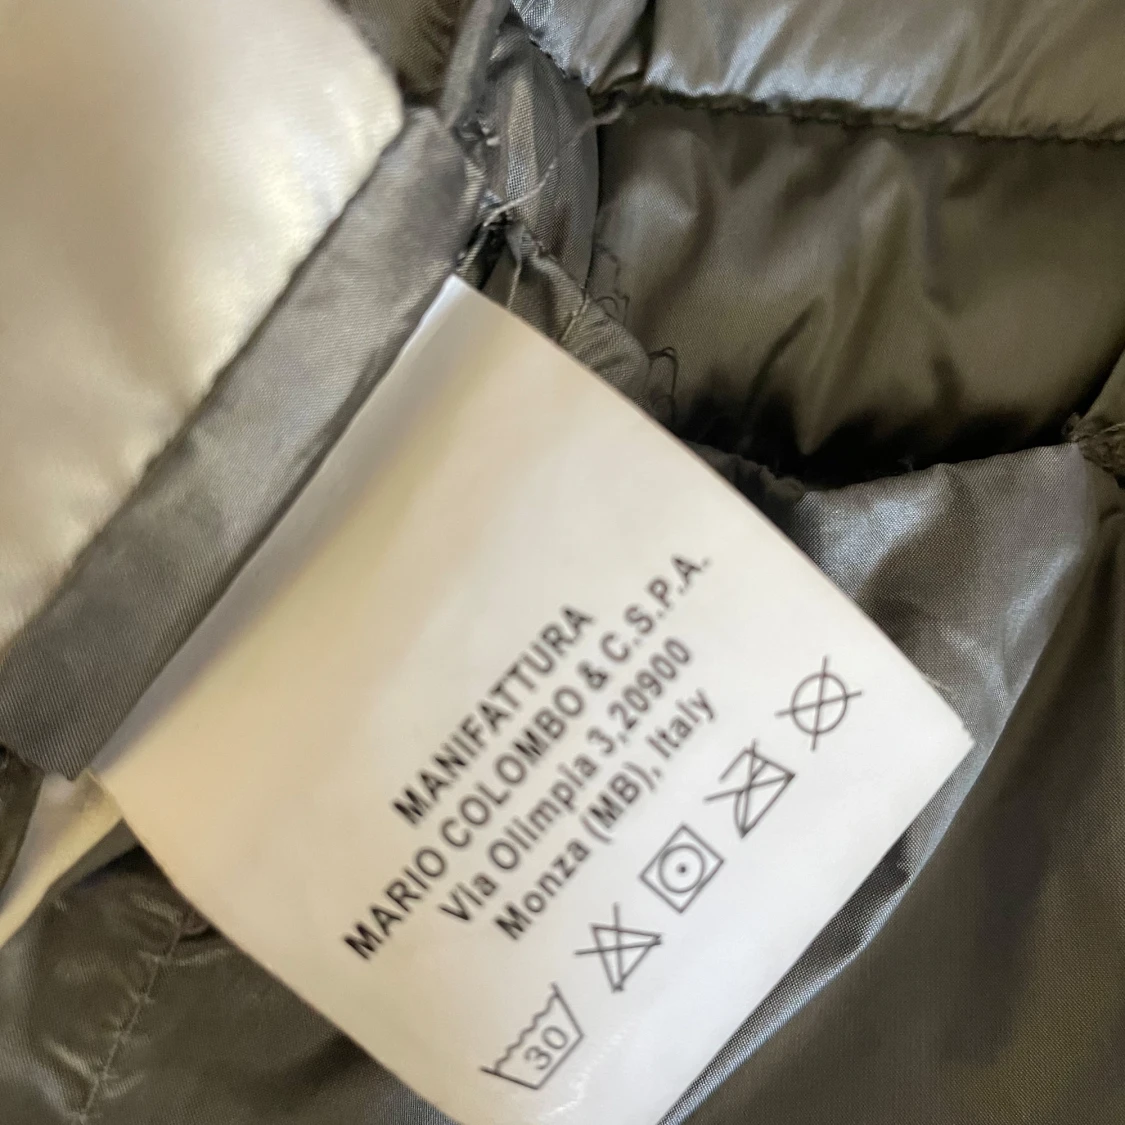 MANIFATTURA
MARIO COLOMBO & C.S.P.A.
Via Olimpia 3,20900
Monza (MB), Italy
30